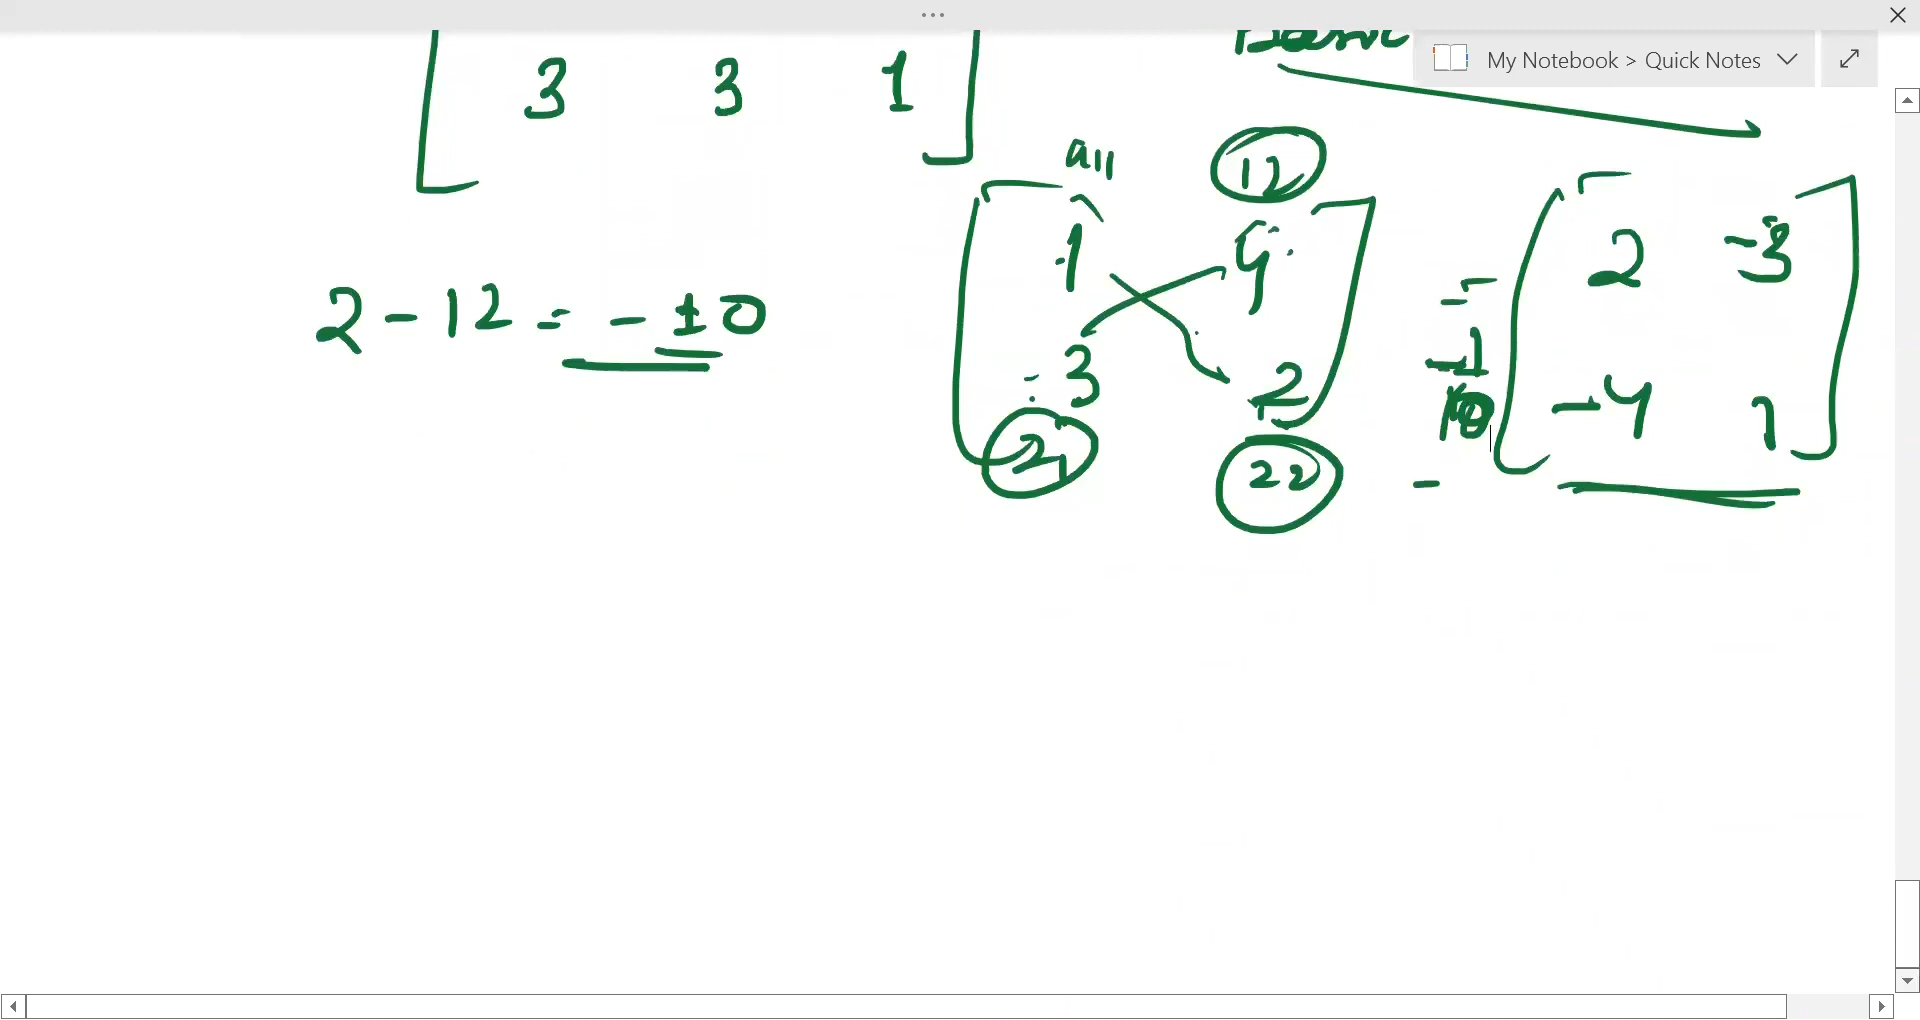 Basic
My Notebook > Quick Notes
3 3 1
a11 12
1 4 2 -3
2 - 12 = - 10
-1
3 2 10 -4 1
21 22